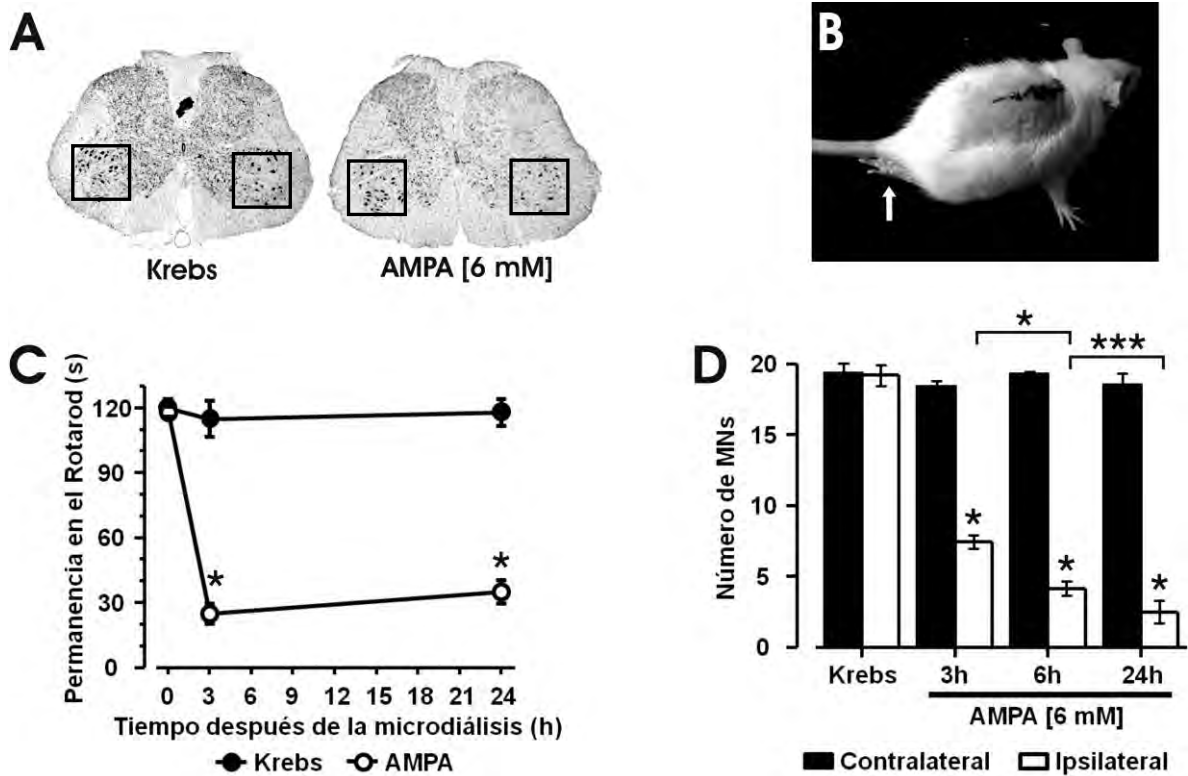 A
Krebs
AMPA [6 mM]
B
C
Permanencia en el Rotarod (s)
120
90
60
30
0
*
*
0 3 6 9 12 15 18 21 24
Tiempo después de la microdiálisis (h)
Krebs AMPA
D
Número de MNs
20
15
10
5
0
*
***
*
*
*
Krebs 3h 6h 24h
AMPA [6 mM]
Contralateral Ipsilateral